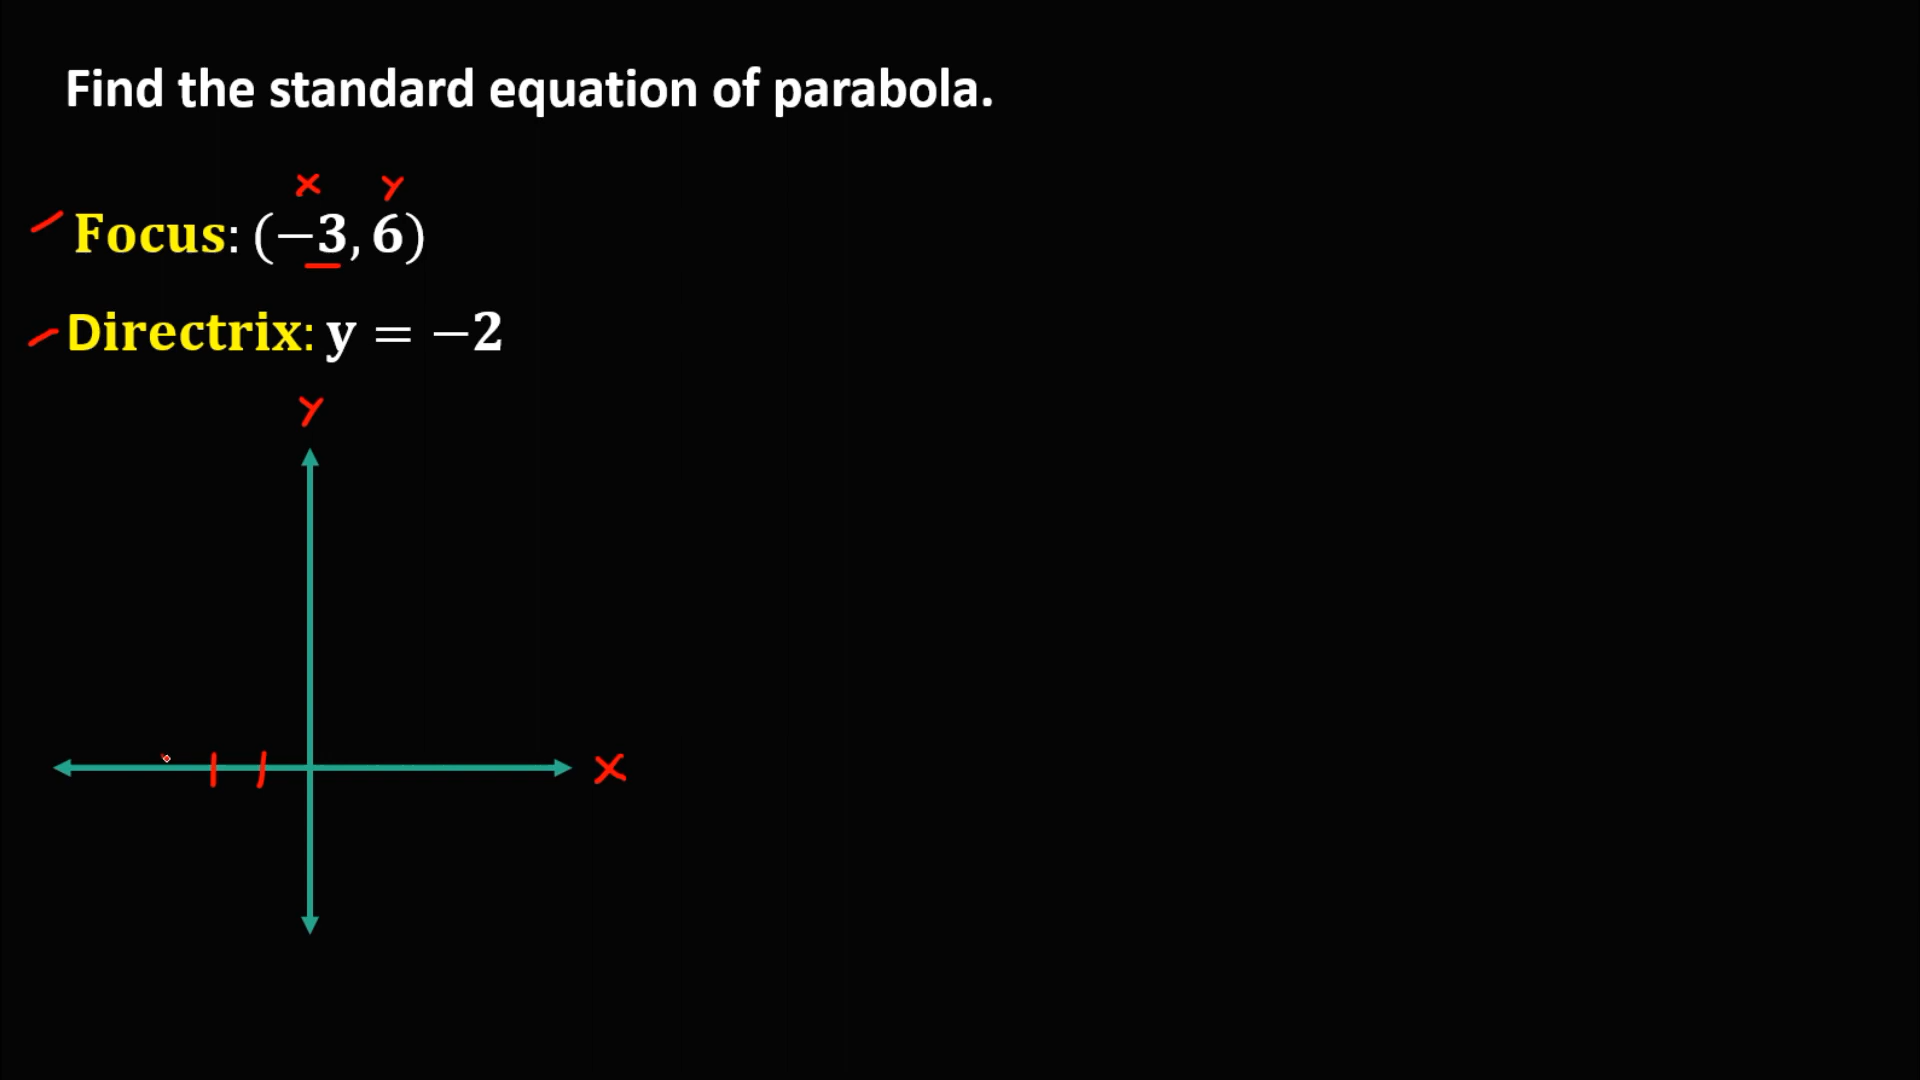 Find the standard equation of parabola.
x y
Focus: (−3, 6)
Directrix: y = −2
y
x